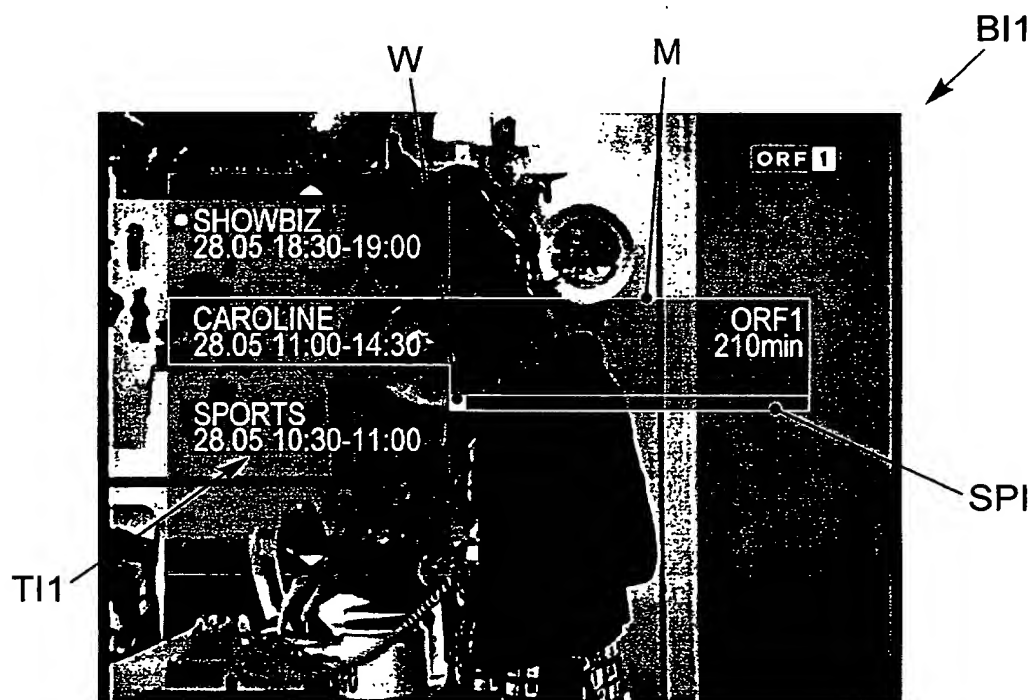 BI1
W
M
ORF 1
SHOWBIZ
28.05 18:30-19:00
CAROLINE
28.05 11:00-14:30
ORF1
210min
SPORTS
28.05 10:30-11:00
SPI
TI1